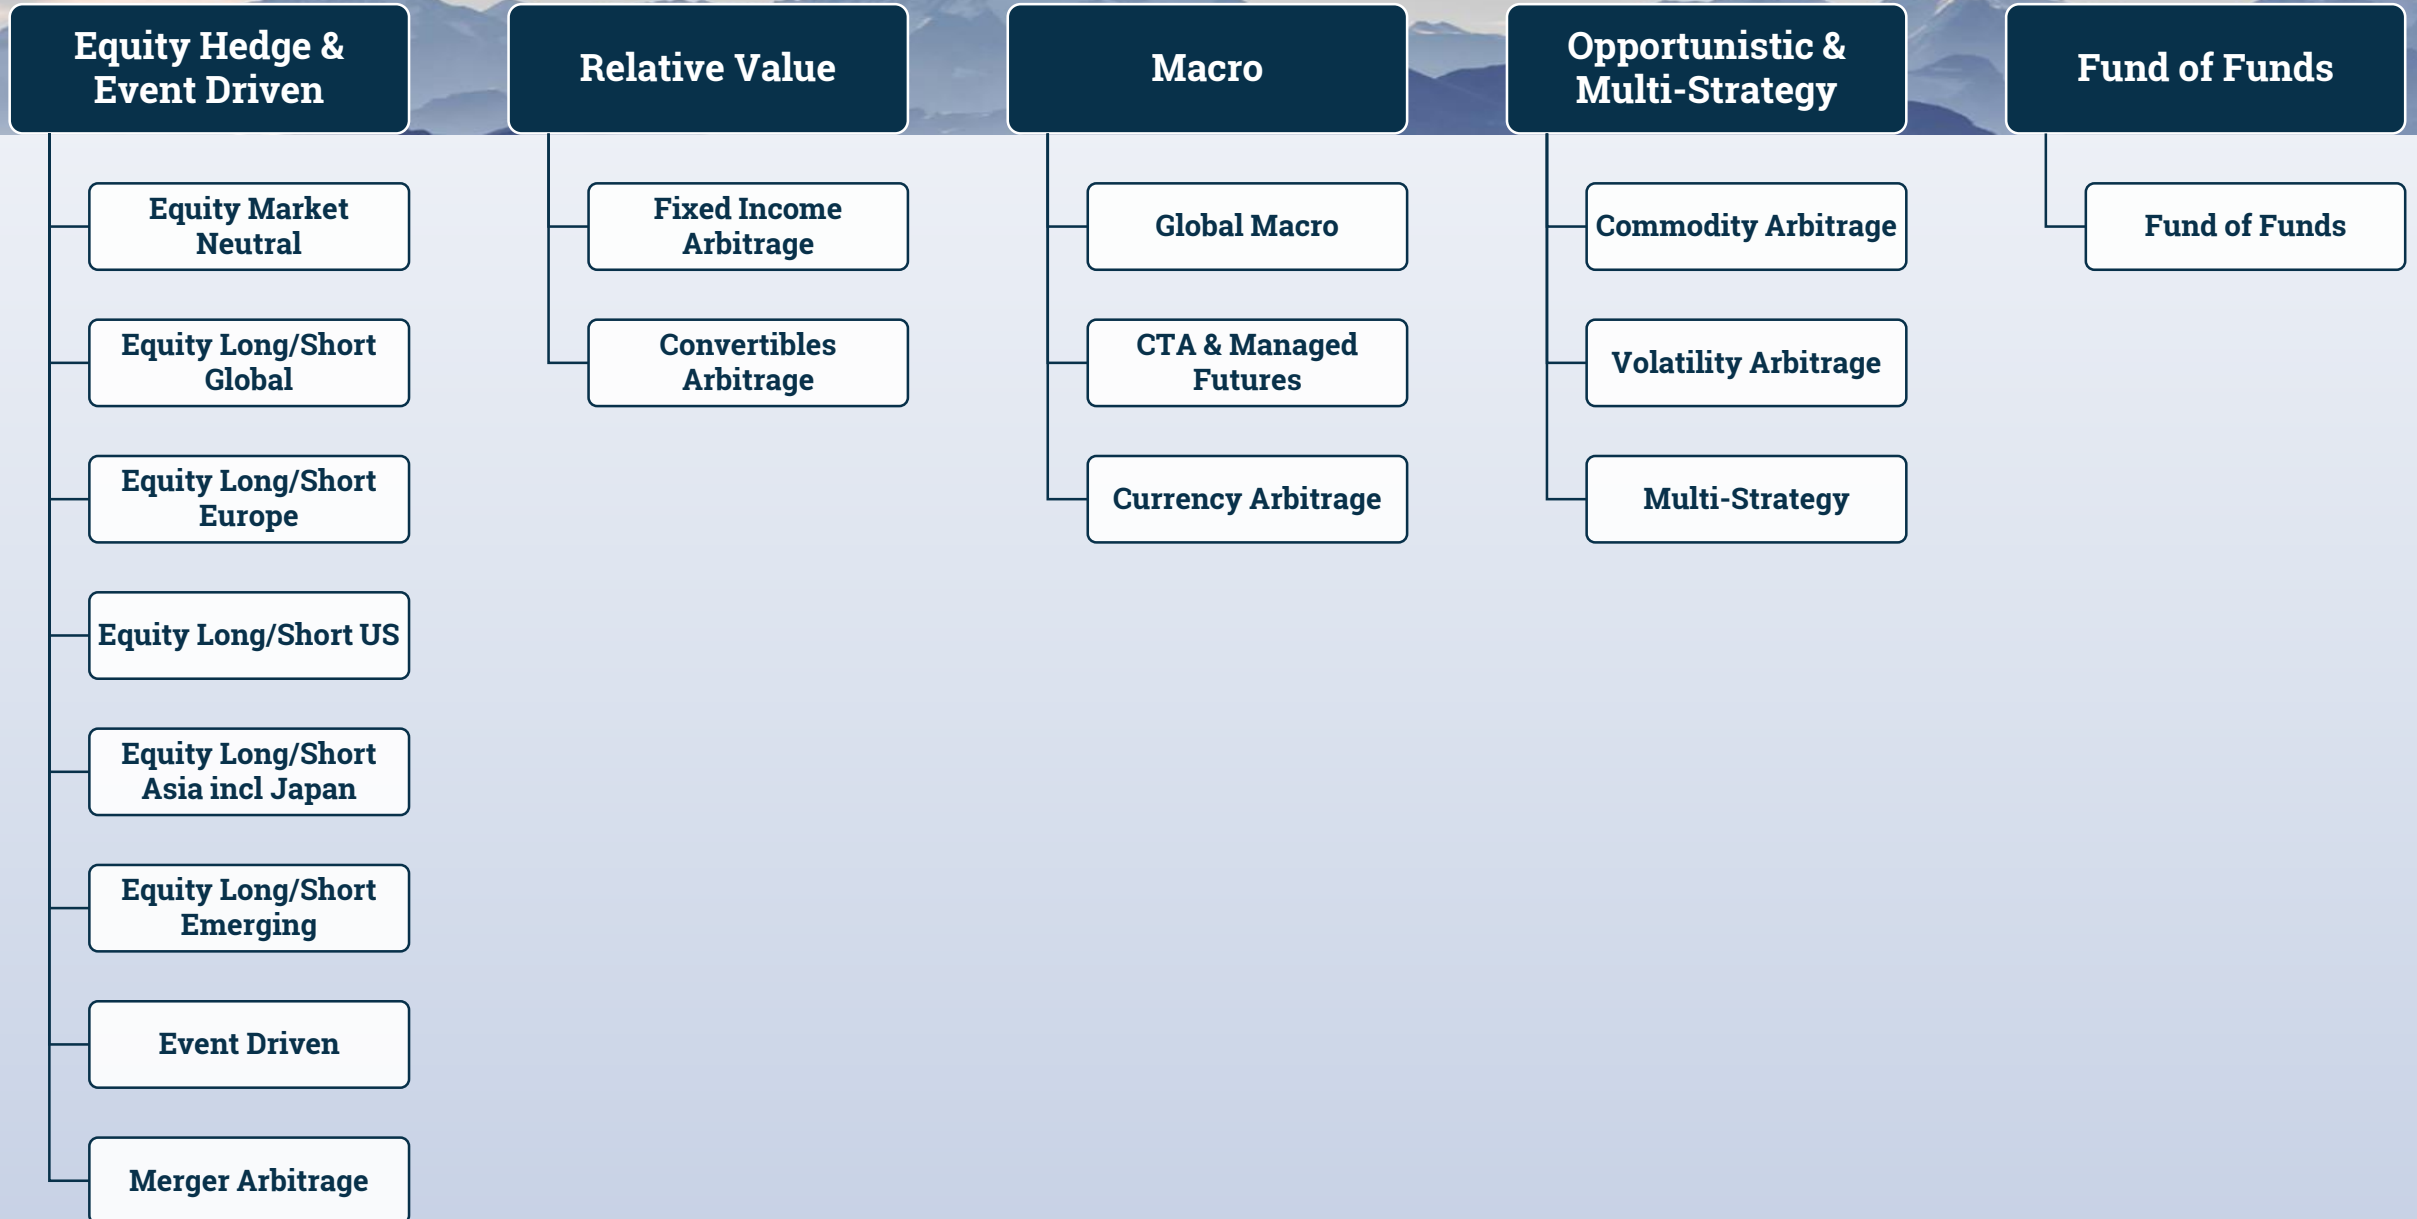 Equity Hedge &
Event Driven
Equity Market
Neutral
Equity Long/Short
Global
Equity Long/Short
Europe
Equity Long/Short US
Equity Long/Short
Asia incl Japan
Equity Long/Short
Emerging
Event Driven
Merger Arbitrage
Relative Value
Fixed Income
Arbitrage
Convertibles
Arbitrage
Macro
Global Macro
CTA & Managed
Futures
Currency Arbitrage
Opportunistic &
Multi-Strategy
Commodity Arbitrage
Volatility Arbitrage
Multi-Strategy
Fund of Funds
Fund of Funds